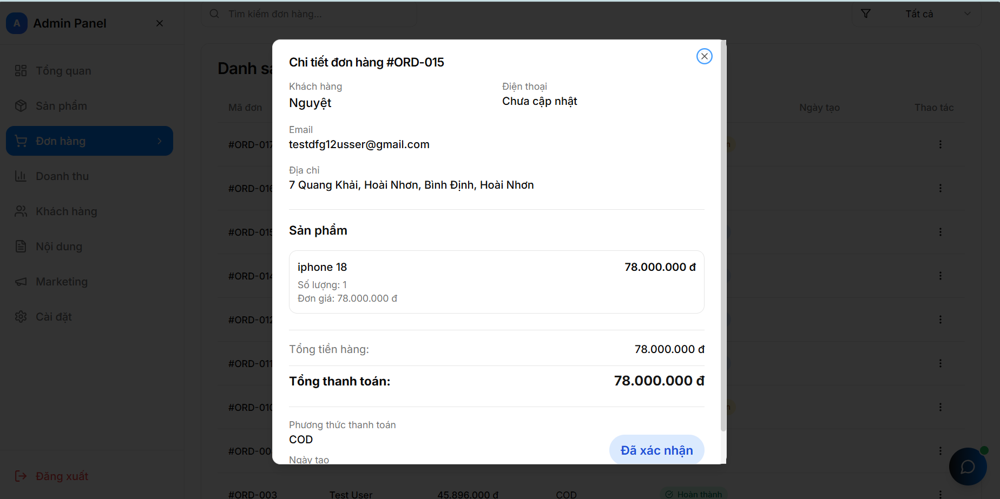 A
Admin Panel
Tổng quan
Sản phẩm
Đơn hàng
Doanh thu
Khách hàng
Nội dung
Marketing
Cài đặt
Đăng xuất
Tìm kiếm đơn hàng...
Tất cả
Danh
Mã đơn
Ngày tạo
Thao tác
#ORD-017
#ORD-016
#ORD-015
#ORD-014
#ORD-012
#ORD-011
#ORD-010
#ORD-003
Test User
45.896.000 đ
COD
Hoàn thành
Chi tiết đơn hàng #ORD-015
Khách hàng
Nguyệt
Điện thoại
Chưa cập nhật
Email
testdfg12usser@gmail.com
Địa chỉ
7 Quang Khải, Hoài Nhơn, Bình Định, Hoài Nhơn
Sản phẩm
iphone 18
78.000.000 đ
Số lượng: 1
Đơn giá: 78.000.000 đ
Tổng tiền hàng:
78.000.000 đ
Tổng thanh toán:
78.000.000 đ
Phương thức thanh toán
COD
Đã xác nhận
Ngày tạo